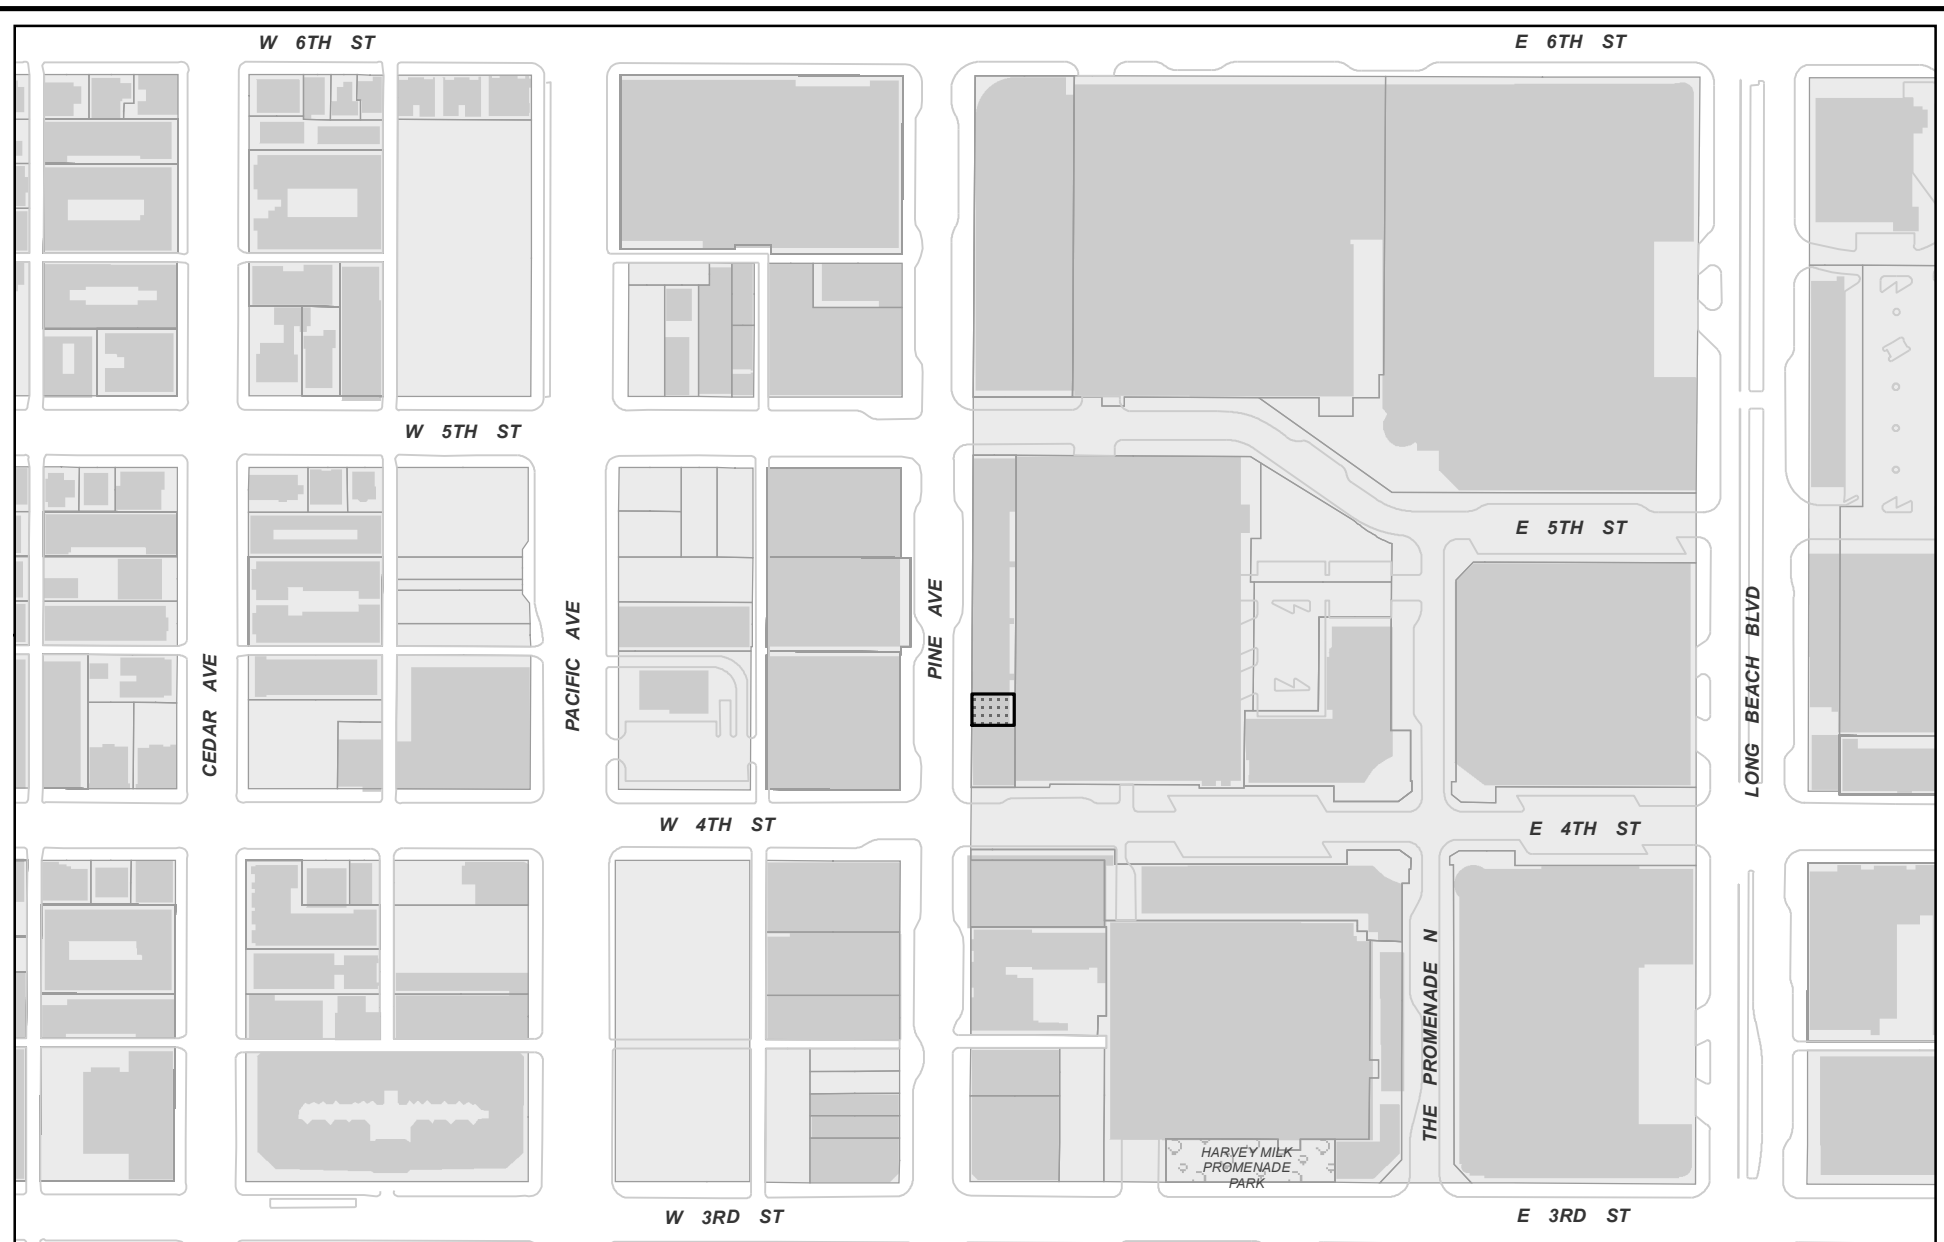 W 6TH ST
E 6TH ST
W 5TH ST
E 5TH ST
CEDAR AVE
PACIFIC AVE
PINE AVE
LONG BEACH BLVD
W 4TH ST
E 4TH ST
THE PROMENADE N
HARVEY MILK
PROMENADE
PARK
W 3RD ST
E 3RD ST